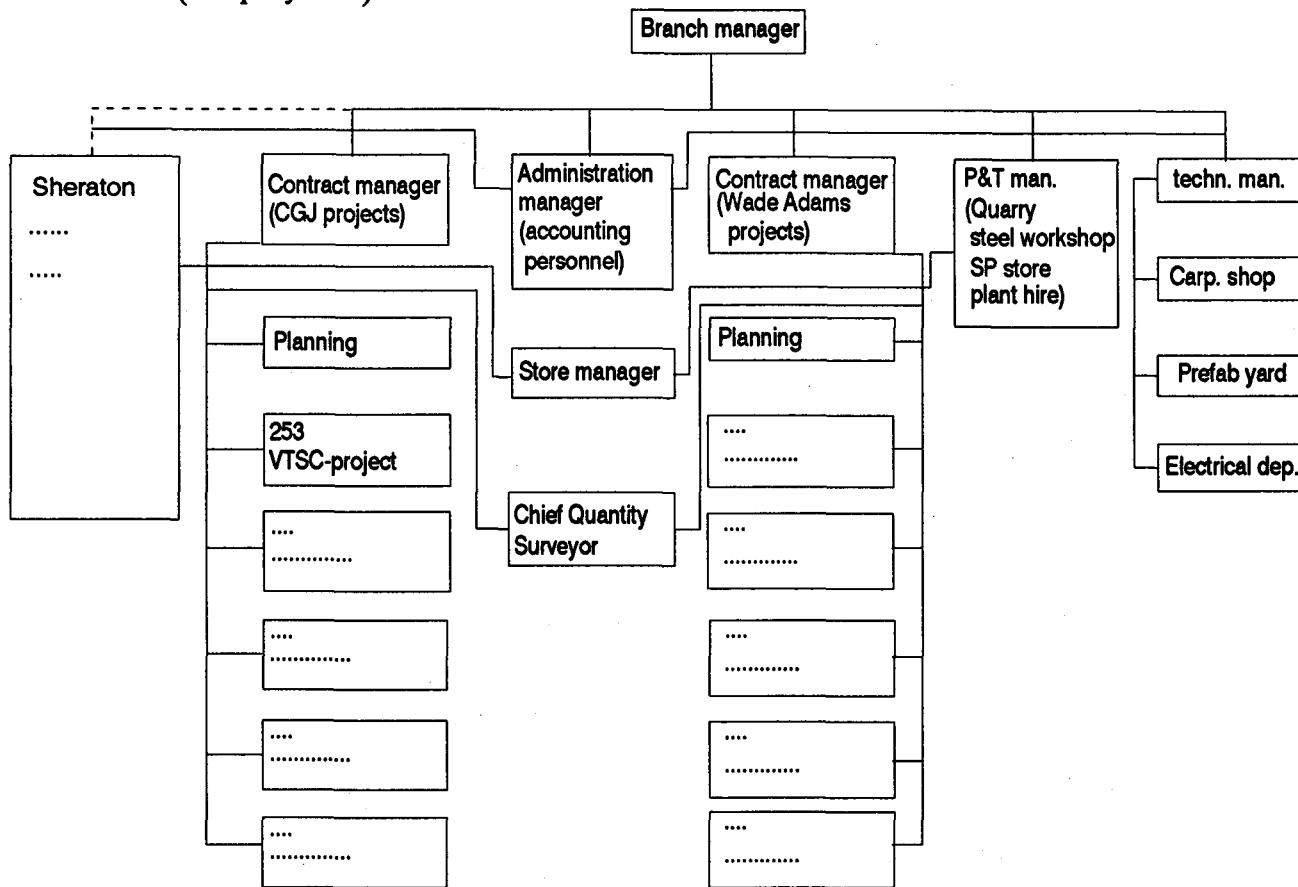 Branch manager
Sheraton
......
.....
Contract manager
(CGJ projects)
Administration
manager
(accounting
personnel)
Contract manager
(Wade Adams
projects)
P&T man.
(Quarry
steel workshop
SP store
plant hire)
techn. man.
Carp. shop
Prefab yard
Electrical dep.
Planning
253
VTSC-project
....
..............
....
..............
....
..............
....
..............
Store manager
Chief Quantity
Surveyor
Planning
....
.............
....
.............
....
.............
....
.............
....
.............